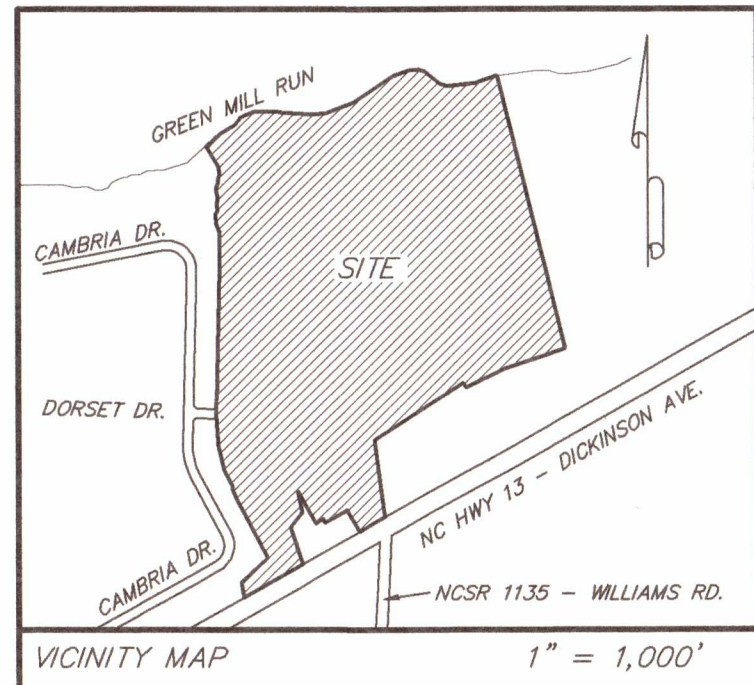 GREEN MILL RUN
CAMBRIA DR.
SITE
DORSET DR.
NC HWY 13 - DICKINSON AVE.
CAMBRIA DR.
NCSR 1135 - WILLIAMS RD.
VICINITY MAP 1" = 1,000'